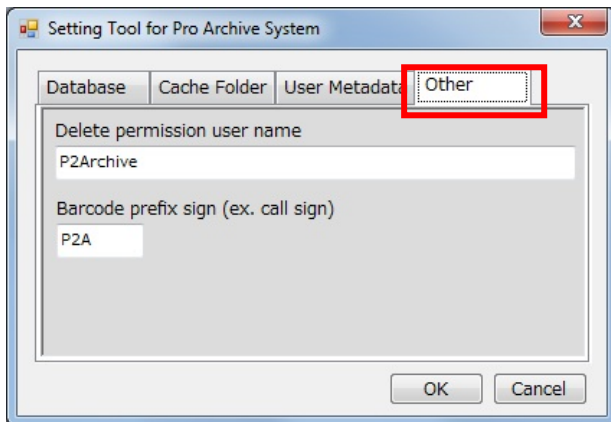 Setting Tool for Pro Archive System
Database Cache Folder User Metadata Other
Delete permission user name
P2Archive
Barcode prefix sign (ex. call sign)
P2A
OK Cancel